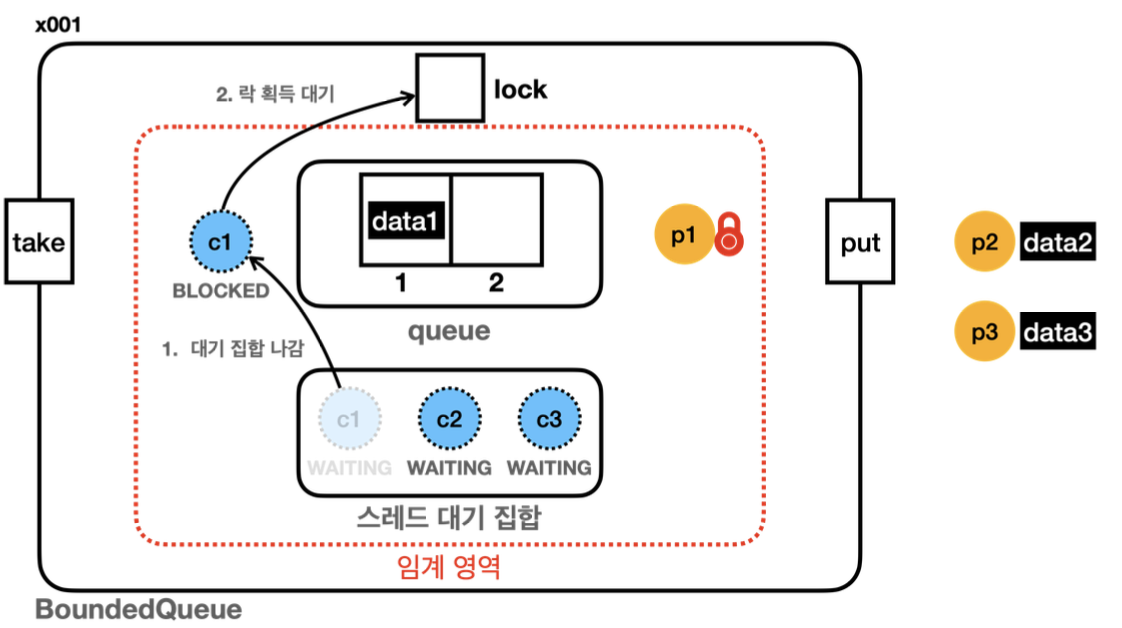 x001
lock
2. 락 획득 대기
take
c1
BLOCKED
data1
1
2
queue
p1
put
p2
data2
p3
data3
1. 대기 집합 나감
c1
WAITING
c2
WAITING
c3
WAITING
스레드 대기 집합
임계 영역
BoundedQueue